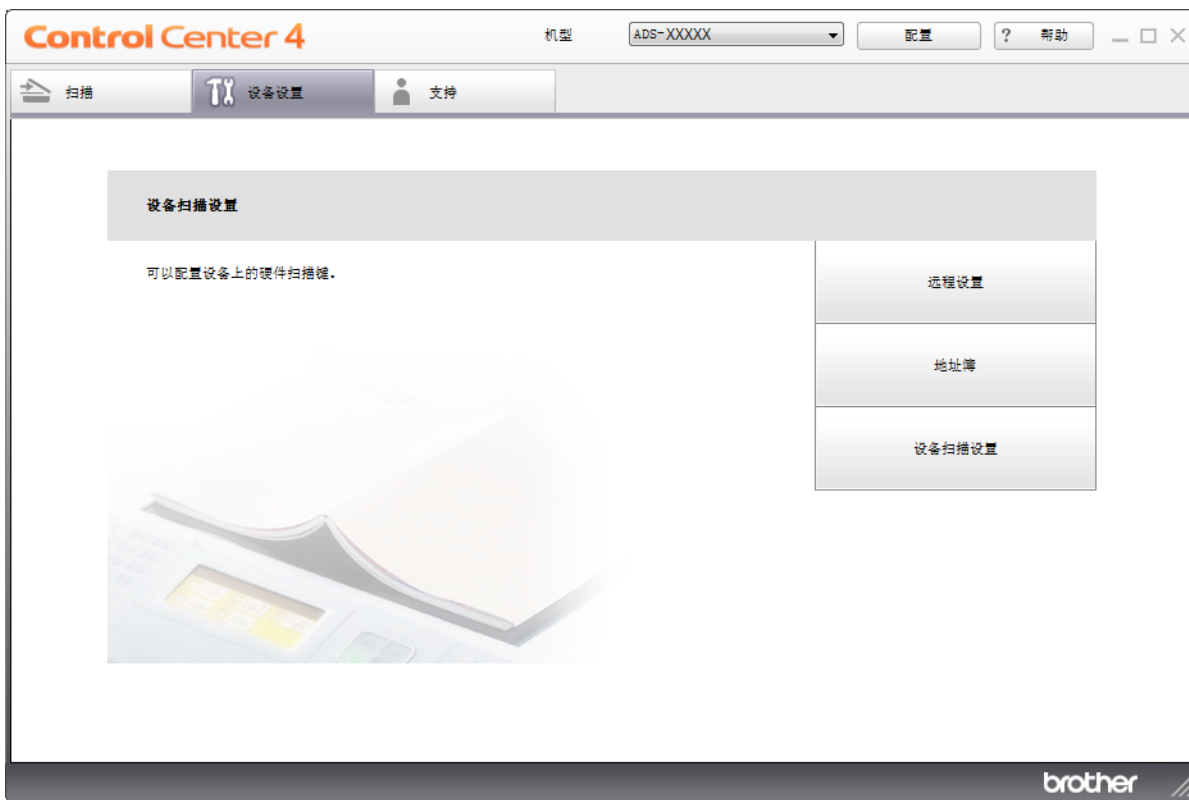 Control Center 4
机型
ADS-XXXXX
配置
? 帮助
扫描
设备设置
支持
设备扫描设置
可以配置设备上的硬件扫描键.
远程设置
地址簿
设备扫描设置
brother